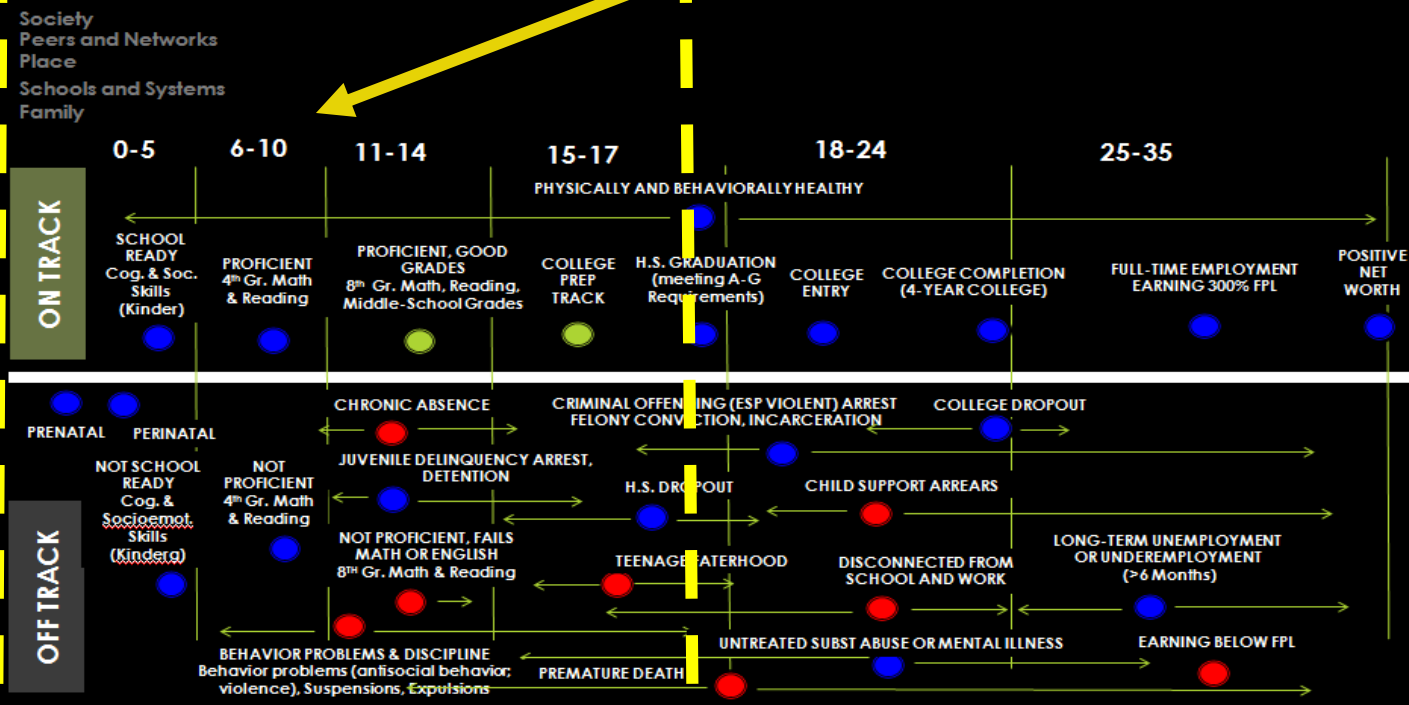 Society
Peers and Networks
Place
Schools and Systems
Family
0-5
6-10
11-14
15-17
18-24
25-35
ON TRACK
PHYSICALLY AND BEHAVIORALLY HEALTHY
SCHOOL
READY
Cog. & Soc.
Skills
(Kinder)
PROFICIENT
4th Gr. Math
& Reading
PROFICIENT, GOOD
GRADES
8th Gr. Math, Reading,
Middle-School Grades
COLLEGE
PREP
TRACK
H.S. GRADUATION
(meeting A-G
Requirements)
COLLEGE
ENTRY
COLLEGE COMPLETION
(4-YEAR COLLEGE)
FULL-TIME EMPLOYMENT
EARNING 300% FPL
POSITIVE
NET
WORTH
OFF TRACK
PRENATAL
PERINATAL
NOT SCHOOL
READY
Cog. &
Socioemot.
Skills
(Kinderg)
NOT
PROFICIENT
4th Gr. Math
& Reading
CHRONIC ABSENCE
JUVENILE DELINQUENCY ARREST,
DETENTION
NOT PROFICIENT, FAILS
MATH OR ENGLISH
8TH Gr. Math & Reading
BEHAVIOR PROBLEMS & DISCIPLINE
Behavior problems (antisocial behavior;
violence), Suspensions, Expulsions
CRIMINAL OFFENDING (ESP VIOLENT) ARREST
FELONY CONVICTION, INCARCERATION
COLLEGE DROPOUT
H.S. DROPOUT
CHILD SUPPORT ARREARS
TEENAGE FATERHOOD
DISCONNECTED FROM
SCHOOL AND WORK
LONG-TERM UNEMPLOYMENT
OR UNDEREMPLOYMENT
(>6 Months)
UNTREATED SUBST ABUSE OR MENTAL ILLNESS
PREMATURE DEATH
EARNING BELOW FPL